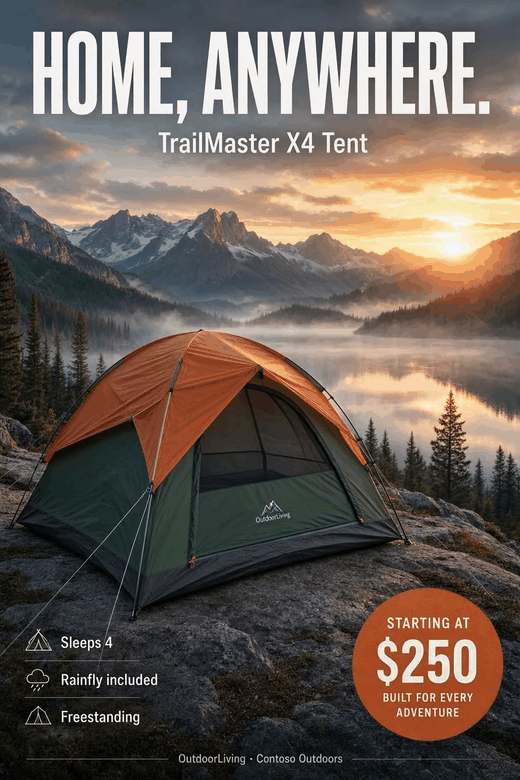 HOME, ANYWHERE.
TrailMaster X4 Tent
OutdoorLiving
Sleeps 4
Rainfly included
Freestanding
STARTING AT
$250
BUILT FOR EVERY
ADVENTURE
OutdoorLiving • Contoso Outdoors